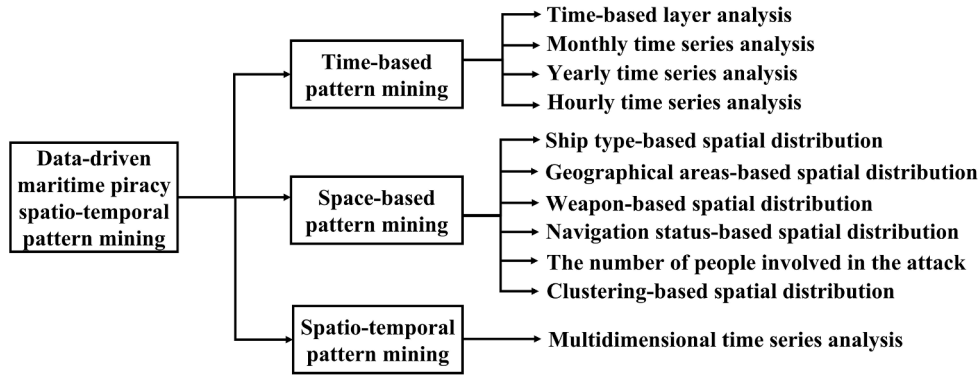 Data-driven
maritime piracy
spatio-temporal
pattern mining
Time-based
pattern mining
Time-based layer analysis
Monthly time series analysis
Yearly time series analysis
Hourly time series analysis
Space-based
pattern mining
Ship type-based spatial distribution
Geographical areas-based spatial distribution
Weapon-based spatial distribution
Navigation status-based spatial distribution
The number of people involved in the attack
Clustering-based spatial distribution
Spatio-temporal
pattern mining
Multidimensional time series analysis